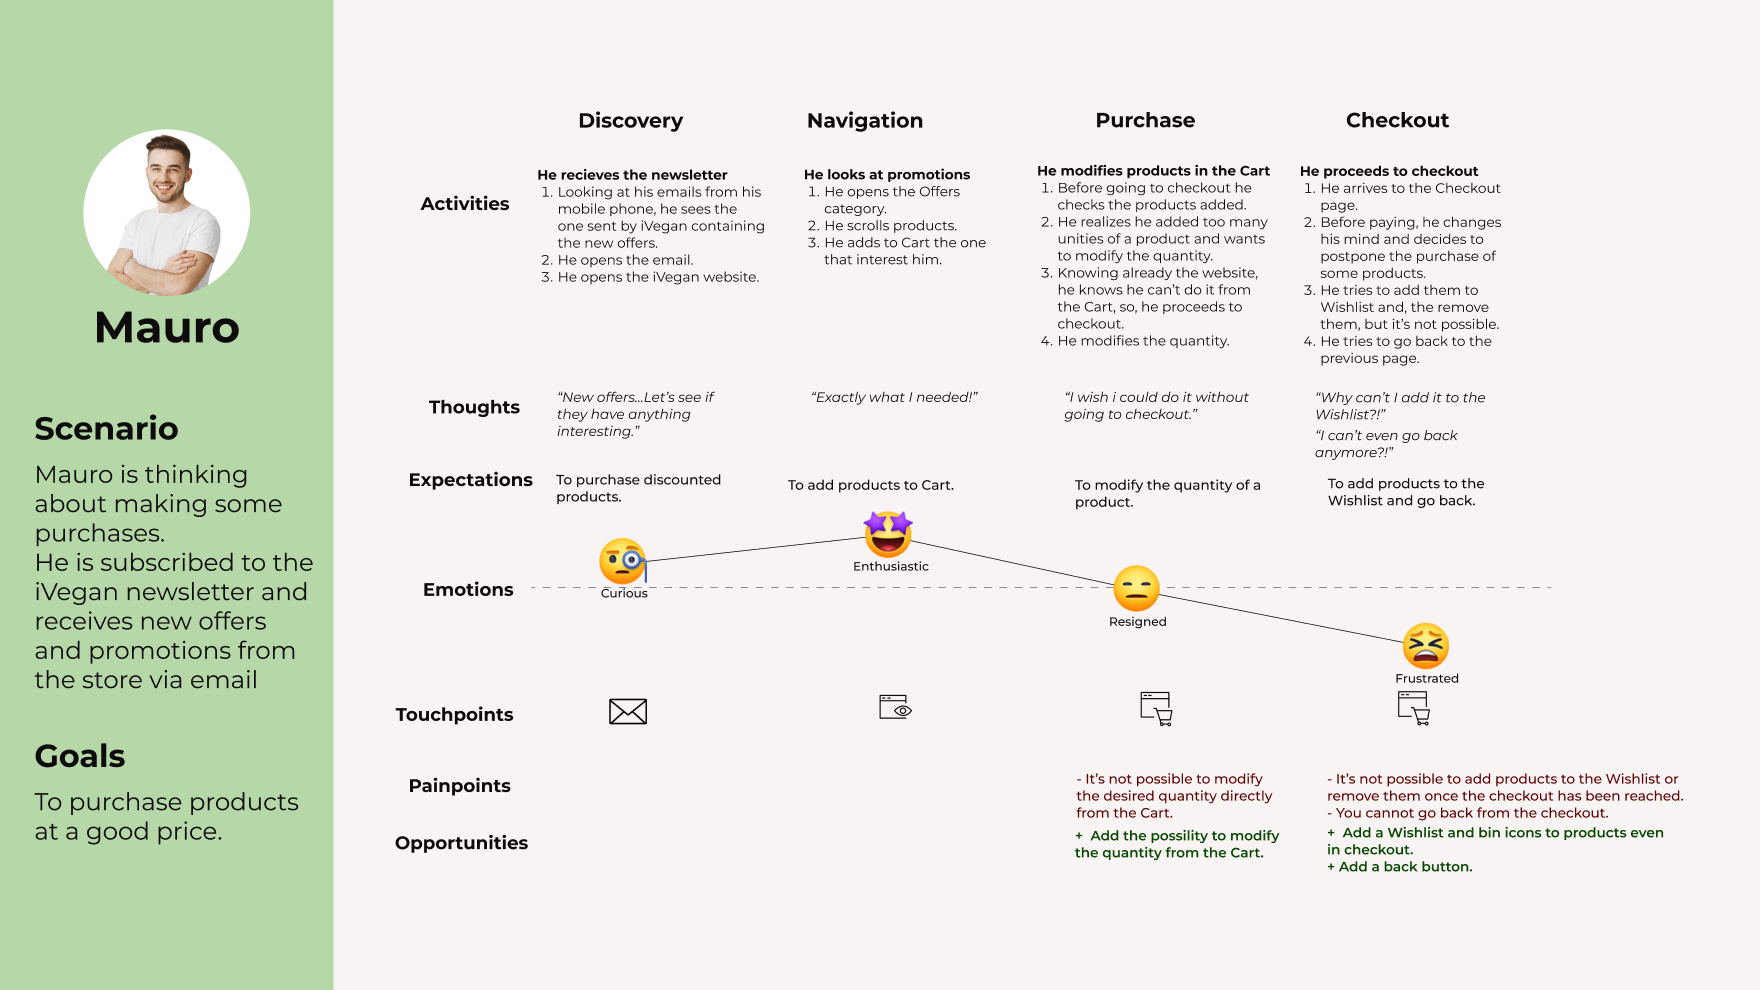 Mauro
Scenario
Mauro is thinking
about making some
purchases.
He is subscribed to the
iVegan newsletter and
receives new offers
and promotions from
the store via email
Goals
To purchase products
at a good price.
Discovery
Navigation
Purchase
Checkout
Activities
He recieves the newsletter
1. Looking at his emails from his
mobile phone, he sees the
one sent by iVegan containing
the new offers.
2. He opens the email.
3. He opens the iVegan website.
He looks at promotions
1. He opens the Offers
category.
2. He scrolls products.
3. He adds to Cart the one
that interest him.
He modifies products in the Cart
1. Before going to checkout he
checks the products added.
2. He realizes he added too many
unities of a product and wants
to modify the quantity.
3. Knowing already the website,
he knows he can’t do it from
the Cart, so, he proceeds to
checkout.
4. He modifies the quantity.
He proceeds to checkout
1. He arrives to the Checkout
page.
2. Before paying, he changes
his mind and decides to
postpone the purchase of
some products.
3. He tries to add them to
Wishlist and, the remove
them, but it’s not possible.
4. He tries to go back to the
previous page.
Thoughts
“New offers...Let’s see if
they have anything
interesting.”
“Exactly what I needed!”
“I wish i could do it without
going to checkout.”
“Why can’t I add it to the
Wishlist?!”
“I can’t even go back
anymore?!”
Expectations
To purchase discounted
products.
To add products to Cart.
To modify the quantity of a
product.
To add products to the
Wishlist and go back.
Emotions
Curious
Enthusiastic
Resigned
Frustrated
Touchpoints
Painpoints
- It’s not possible to modify
the desired quantity directly
from the Cart.
- It’s not possible to add products to the Wishlist or
remove them once the checkout has been reached.
- You cannot go back from the checkout.
Opportunities
+ Add the possility to modify
the quantity from the Cart.
+ Add a Wishlist and bin icons to products even
in checkout.
+ Add a back button.